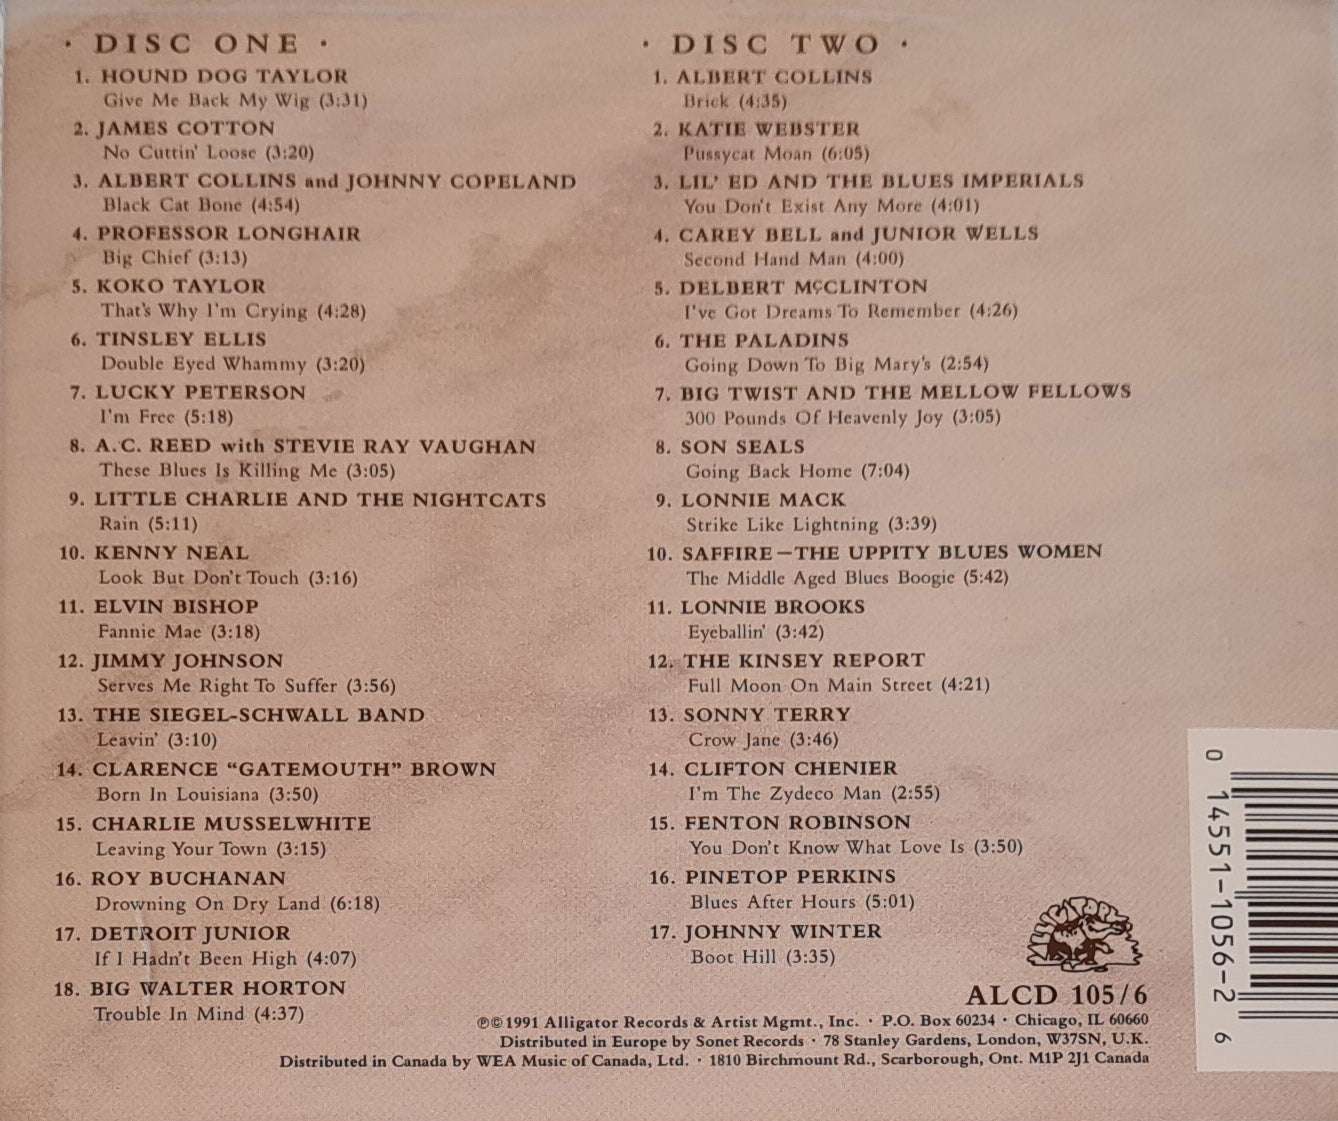 · DISC ONE ·
1. HOUND DOG TAYLOR
Give Me Back My Wig (3:31)
2. JAMES COTTON
No Cuttin' Loose (3:20)
3. ALBERT COLLINS and JOHNNY COPELAND
Black Cat Bone (4:54)
4. PROFESSOR LONGHAIR
Big Chief (3:13)
5. KOKO TAYLOR
That's Why I'm Crying (4:28)
6. TINSLEY ELLIS
Double Eyed Whammy (3:20)
7. LUCKY PETERSON
I'm Free (5:18)
8. A.C. REED with STEVIE RAY VAUGHAN
These Blues Is Killing Me (3:05)
9. LITTLE CHARLIE AND THE NIGHTCATS
Rain (5:11)
10. KENNY NEAL
Look But Don't Touch (3:16)
11. ELVIN BISHOP
Fannie Mae (3:18)
12. JIMMY JOHNSON
Serves Me Right To Suffer (3:56)
13. THE SIEGEL-SCHWALL BAND
Leavin' (3:10)
14. CLARENCE “GATEMOUTH” BROWN
Born In Louisiana (3:50)
15. CHARLIE MUSSELWHITE
Leaving Your Town (3:15)
16. ROY BUCHANAN
Drowning On Dry Land (6:18)
17. DETROIT JUNIOR
If I Hadn't Been High (4:07)
18. BIG WALTER HORTON
Trouble In Mind (4:37)
· DISC TWO ·
1. ALBERT COLLINS
Brick (4:35)
2. KATIE WEBSTER
Pussycat Moan (6:05)
3. LIL' ED AND THE BLUES IMPERIALS
You Don't Exist Any More (4:01)
4. CAREY BELL and JUNIOR WELLS
Second Hand Man (4:00)
5. DELBERT McCLINTON
I've Got Dreams To Remember (4:26)
6. THE PALADINS
Going Down To Big Mary's (2:54)
7. BIG TWIST AND THE MELLOW FELLOWS
300 Pounds Of Heavenly Joy (3:05)
8. SON SEALS
Going Back Home (7:04)
9. LONNIE MACK
Strike Like Lightning (3:39)
10. SAFFIRE—THE UPPITY BLUES WOMEN
The Middle Aged Blues Boogie (5:42)
11. LONNIE BROOKS
Eyeballin' (3:42)
12. THE KINSEY REPORT
Full Moon On Main Street (4:21)
13. SONNY TERRY
Crow Jane (3:46)
14. CLIFTON CHENIER
I'm The Zydeco Man (2:55)
15. FENTON ROBINSON
You Don't Know What Love Is (3:50)
16. PINETOP PERKINS
Blues After Hours (5:01)
17. JOHNNY WINTER
Boot Hill (3:35)
ALLIGATOR
ALCD 105/6
℗©1991 Alligator Records & Artist Mgmt., Inc. · P.O. Box 60234 · Chicago, IL 60660
Distributed in Europe by Sonet Records · 78 Stanley Gardens, London, W37SN, U.K.
Distributed in Canada by WEA Music of Canada, Ltd. · 1810 Birchmount Rd., Scarborough, Ont. M1P 2J1 Canada
0 14551-1056-2 6